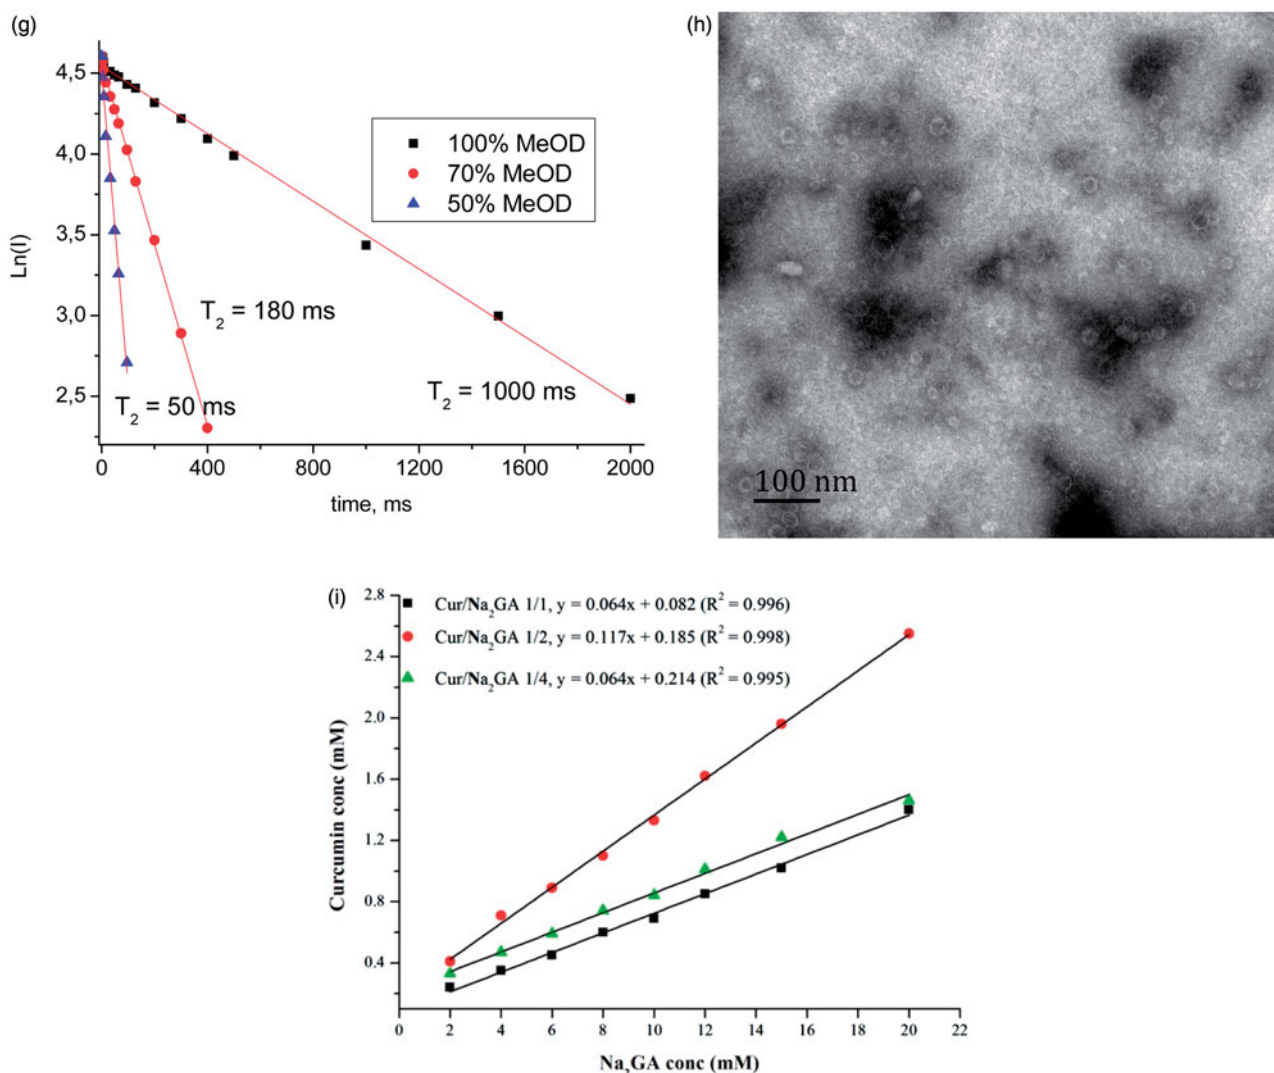 (g)
4,5
4,0
3,5
3,0
2,5
Ln(I)
100% MeOD
70% MeOD
50% MeOD
T₂ = 180 ms
T₂ = 50 ms
T₂ = 1000 ms
0 400 800 1200 1600 2000
time, ms
(h)
100 nm
(i)
Cur/Na₂GA 1/1, y = 0.064x + 0.082 (R² = 0.996)
Cur/Na₂GA 1/2, y = 0.117x + 0.185 (R² = 0.998)
Cur/Na₂GA 1/4, y = 0.064x + 0.214 (R² = 0.995)
2.8
2.4
2.0
1.6
1.2
0.8
0.4
Curcumin conc (mM)
0 2 4 6 8 10 12 14 16 18 20 22
Na₂GA conc (mM)